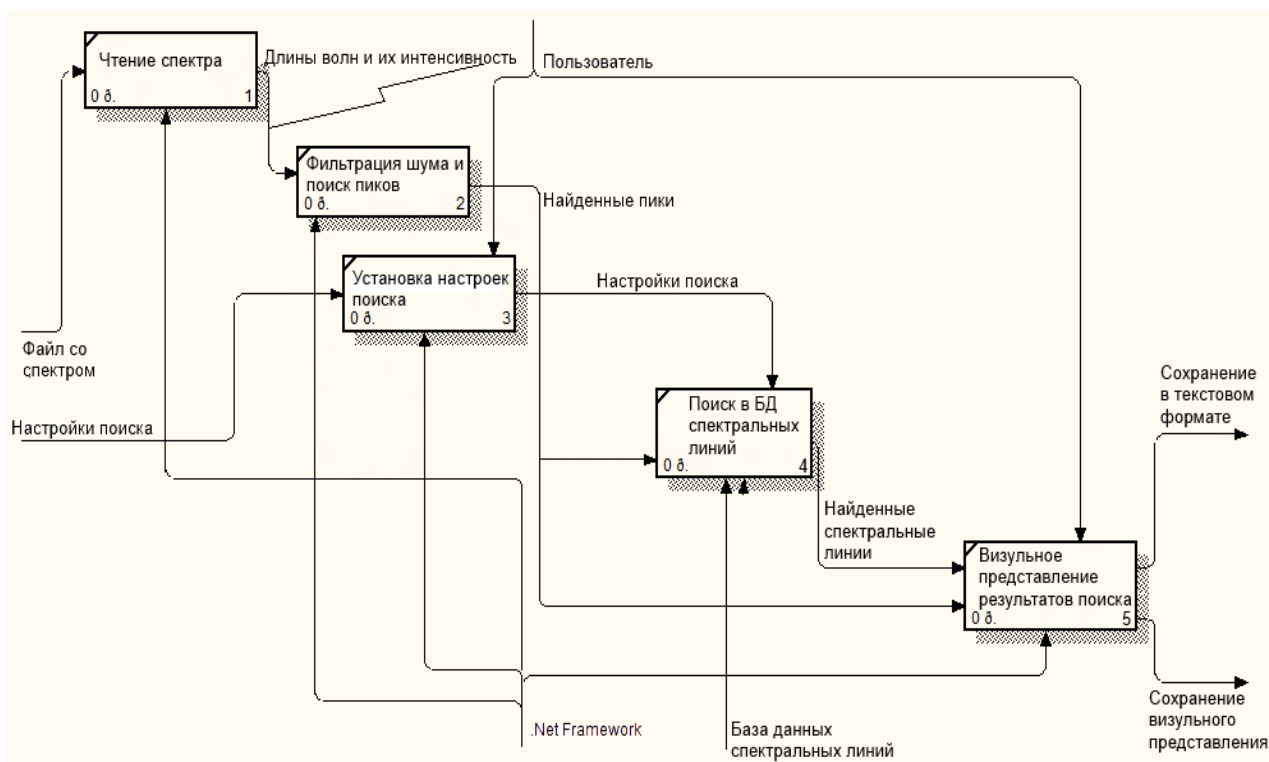 Чтение спектра
0 ð.
1
Длины волн и их интенсивность
Пользователь
Фильтрация шума и
поиск пиков
0 ð.
2
Найденные пики
Установка настроек
поиска
0 ð.
3
Настройки поиска
Файл со
спектром
Настройки поиска
Поиск в БД
спектральных
линий
0 ð.
4
Найденные
спектральные
линии
Визульное
представление
результатов поиска
0 ð.
5
Сохранение
в текстовом
формате
Сохранение
визульного
представления
.Net Framework
База данных
спектральных линий